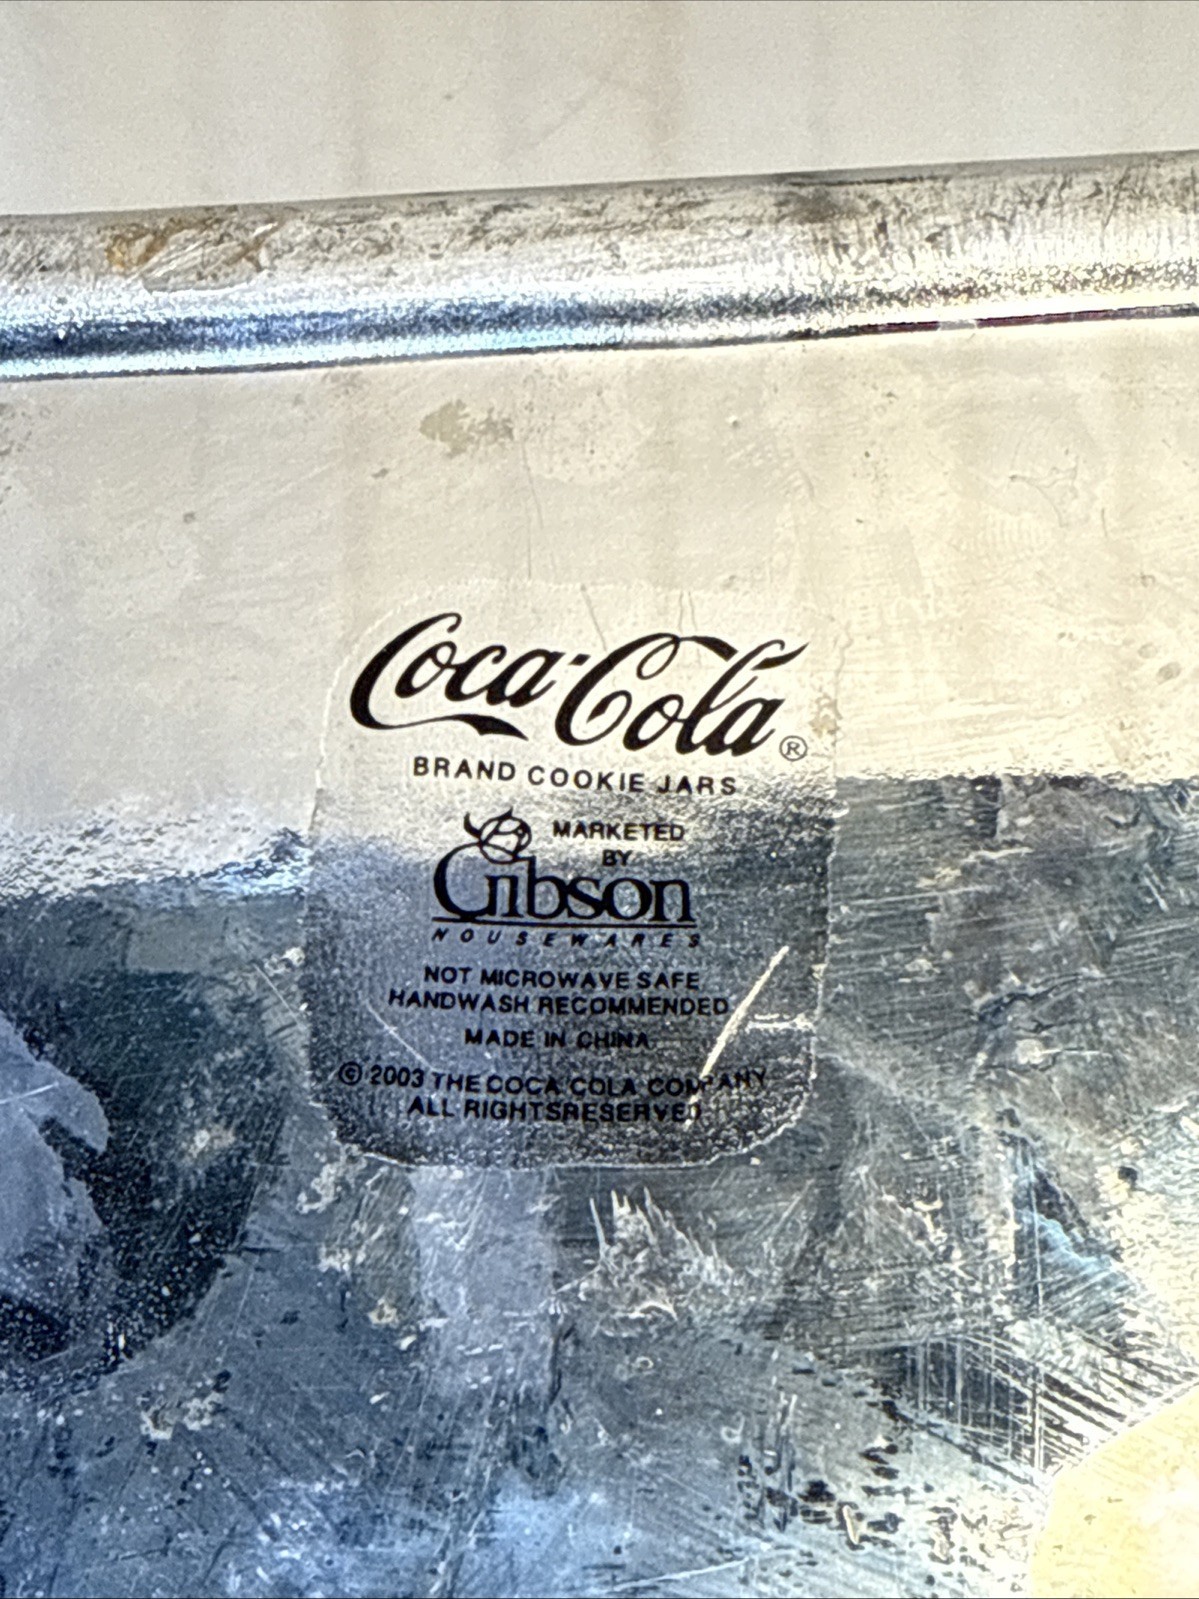 Coca-Cola®
BRAND COOKIE JARS
MARKETED
BY
Gibson
HOUSEWARES
NOT MICROWAVE SAFE
HANDWASH RECOMMENDED
MADE IN CHINA
© 2003 THE COCA COLA COMPANY
ALL RIGHTSRESERVED